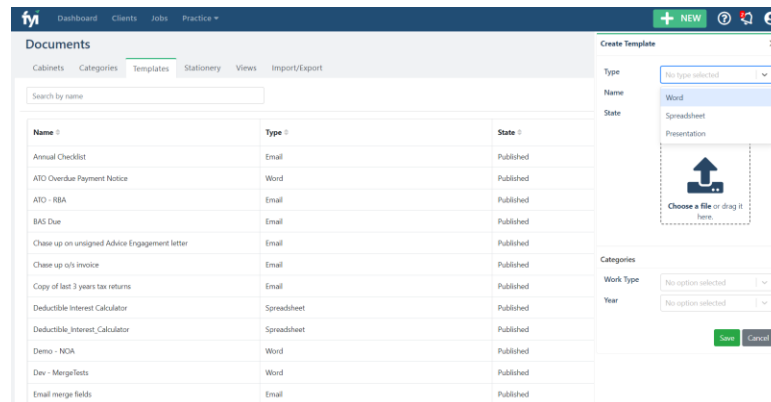 fyi Dashboard Clients Jobs Practice NEW
Documents
Cabinets Categories Templates Stationery Views Import/Export
Search by name
Name Type State
Annual Checklist Email Published
ATO Overdue Payment Notice Word Published
ATO - RBA Email Published
BAS Due Email Published
Chase up on unsigned Advice Engagement letter Email Published
Chase up o/s invoice Email Published
Copy of last 3 years tax returns Email Published
Deductible Interest Calculator Spreadsheet Published
Deductible_Interest_Calculator Spreadsheet Published
Demo - NOA Word Published
Dev - MergeTests Word Published
Email merge fields Email Published
Create Template
Type No type selected
Name Word
State Spreadsheet
Presentation
Choose a file or drag it
here.
Categories
Work Type No option selected
Year No option selected
Save Cancel